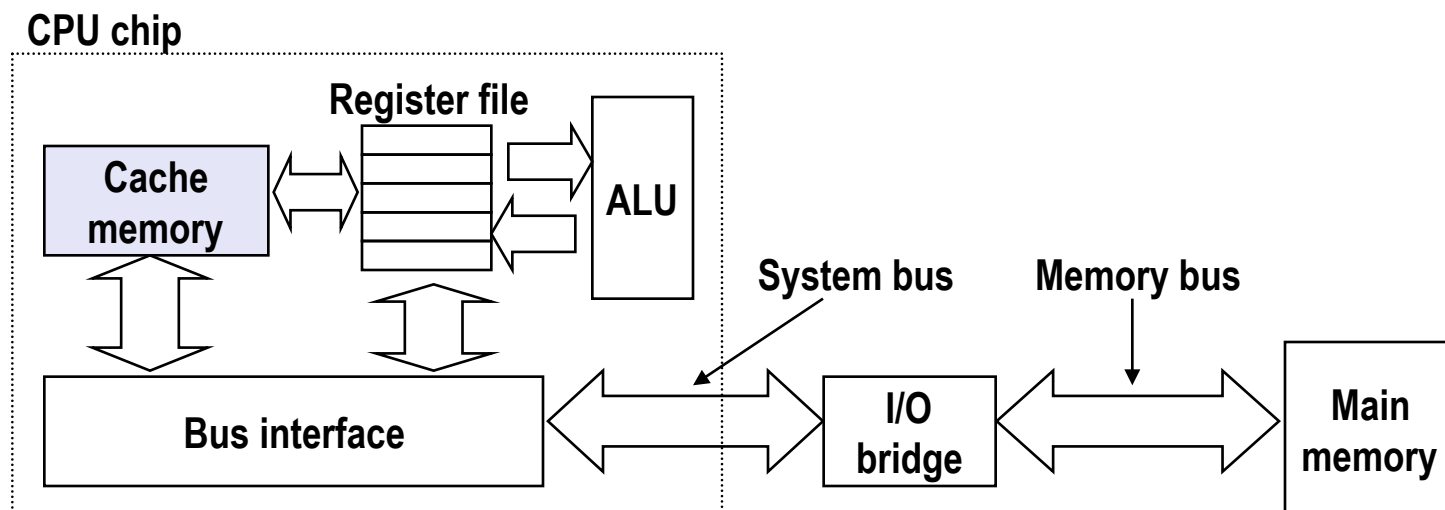 CPU chip
Register file
Cache
memory
ALU
System bus
Memory bus
Bus interface
I/O
bridge
Main
memory